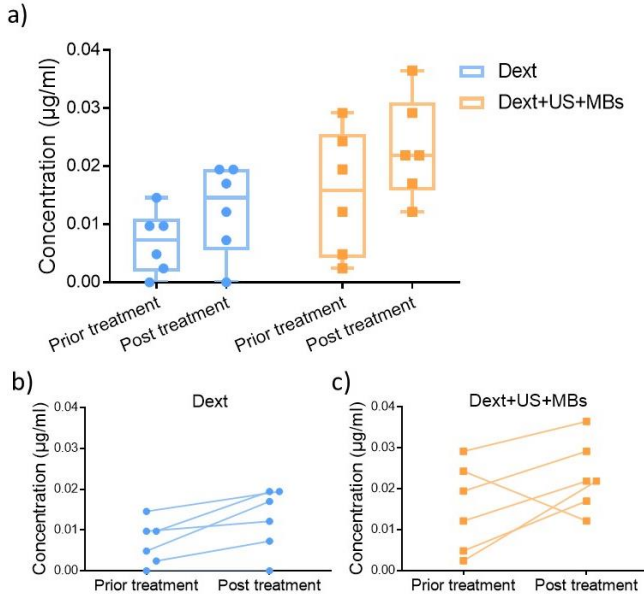 a)
Concentration (µg/ml)
0.04
0.03
0.02
0.01
0.00
Prior treatment
Post treatment
Prior treatment
Post treatment
Dext
Dext+US+MBs
b)
Dext
Concentration (µg/ml)
0.04
0.03
0.02
0.01
0.00
Prior treatment
Post treatment
c)
Dext+US+MBs
Concentration (µg/ml)
0.04
0.03
0.02
0.01
0.00
Prior treatment
Post treatment